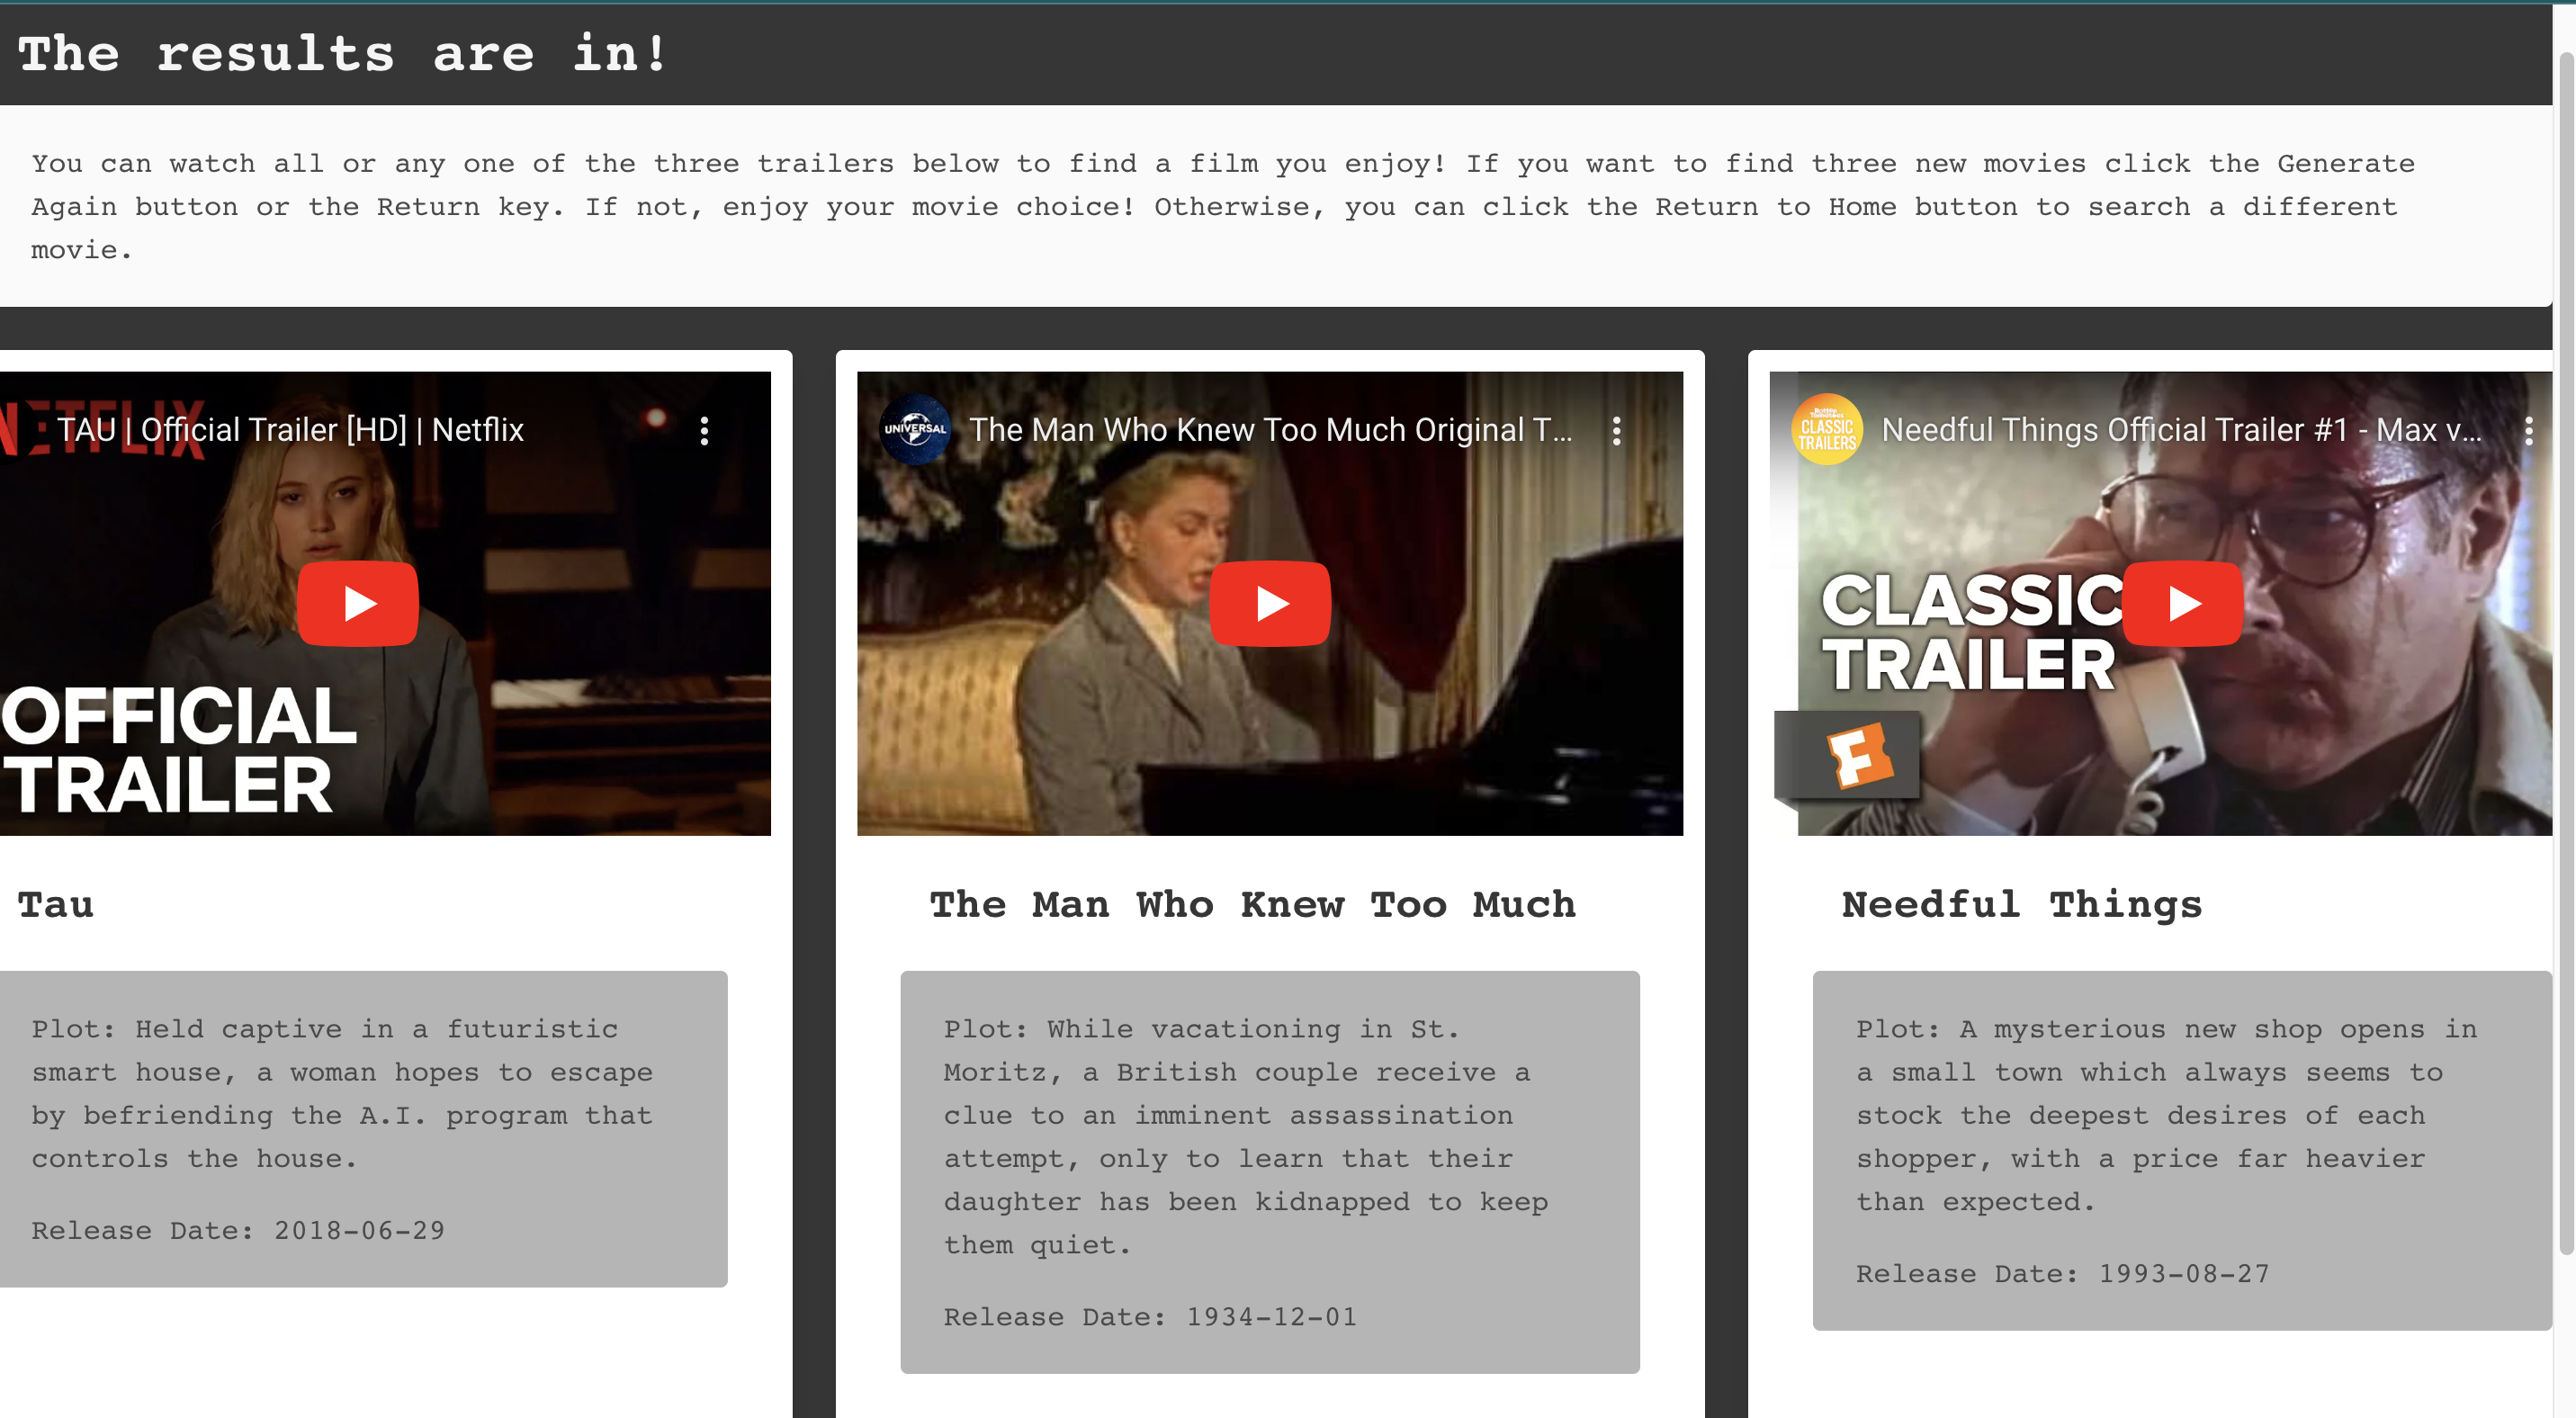 The results are in!
You can watch all or any one of the three trailers below to find a film you enjoy! If you want to find three new movies click the Generate
Again button or the Return key. If not, enjoy your movie choice! Otherwise, you can click the Return to Home button to search a different
movie.
NETFLIX
TAU | Official Trailer [HD] | Netflix
OFFICIAL
TRAILER
Tau
Plot: Held captive in a futuristic
smart house, a woman hopes to escape
by befriending the A.I. program that
controls the house.
Release Date: 2018-06-29
UNIVERSAL
The Man Who Knew Too Much Original T...
The Man Who Knew Too Much
Plot: While vacationing in St.
Moritz, a British couple receive a
clue to an imminent assassination
attempt, only to learn that their
daughter has been kidnapped to keep
them quiet.
Release Date: 1934-12-01
Rotten Tomatoes
CLASSIC
TRAILERS
Needful Things Official Trailer #1 - Max v...
CLASSIC
TRAILER
F
Needful Things
Plot: A mysterious new shop opens in
a small town which always seems to
stock the deepest desires of each
shopper, with a price far heavier
than expected.
Release Date: 1993-08-27